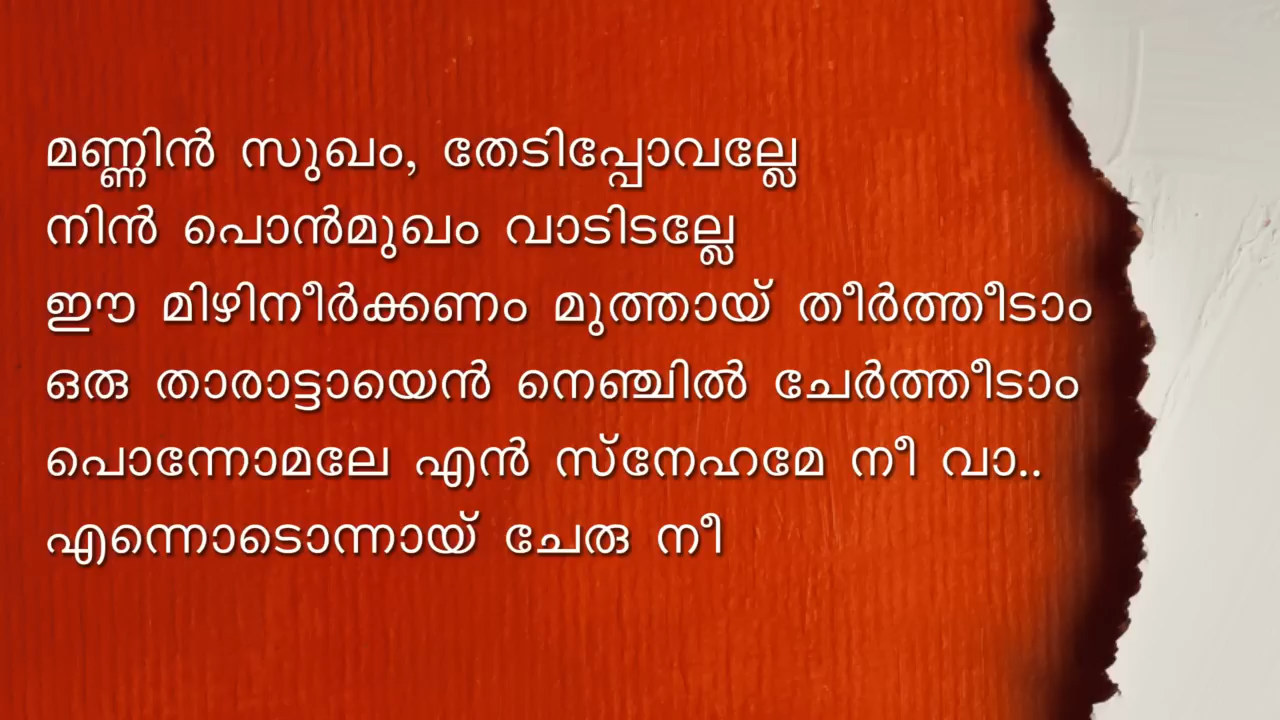 മണ്ണിൻ സുഖം, തേടിപ്പോവല്ലേ
നിൻ പൊൻമുഖം വാടിടല്ലേ
ഈ മിഴിനീർക്കണം മുത്തായ് തീർത്തീടാം
ഒരു താരാട്ടായെൻ നെഞ്ചിൽ ചേർത്തീടാം
പൊന്നോമലേ എൻ സ്നേഹമേ നീ വാ..
എന്നൊടൊന്നായ് ചേരു നീ